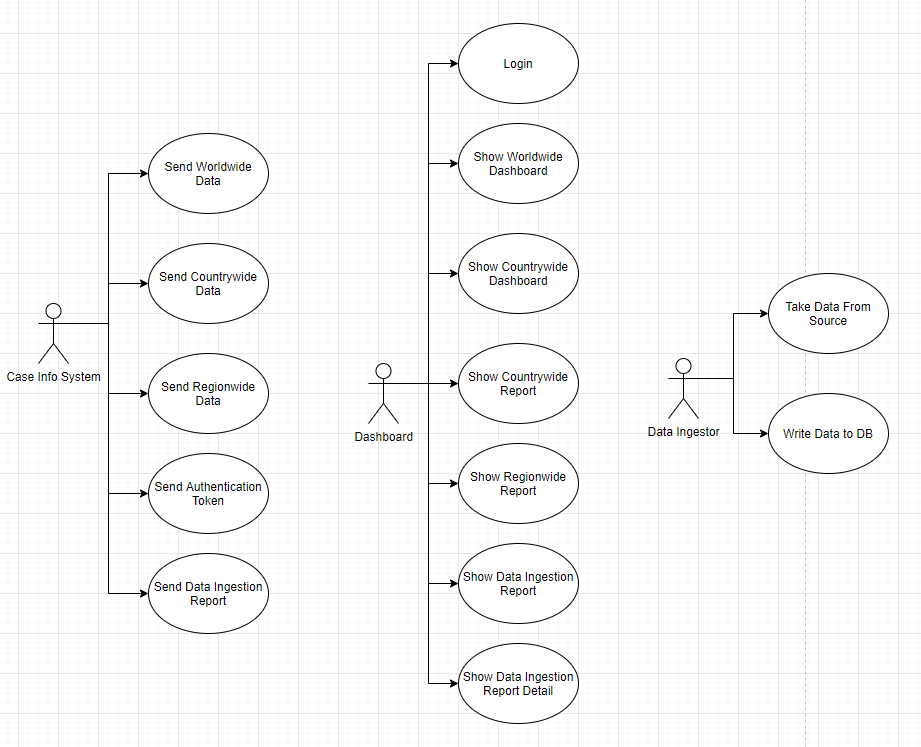 Send Worldwide
Data
Send Countrywide
Data
Case Info System
Send Regionwide
Data
Send Authentication
Token
Send Data Ingestion
Report
Login
Show Worldwide
Dashboard
Show Countrywide
Dashboard
Dashboard
Show Countrywide
Report
Show Regionwide
Report
Show Data Ingestion
Report
Show Data Ingestion
Report Detail
Take Data From
Source
Data Ingestor
Write Data to DB